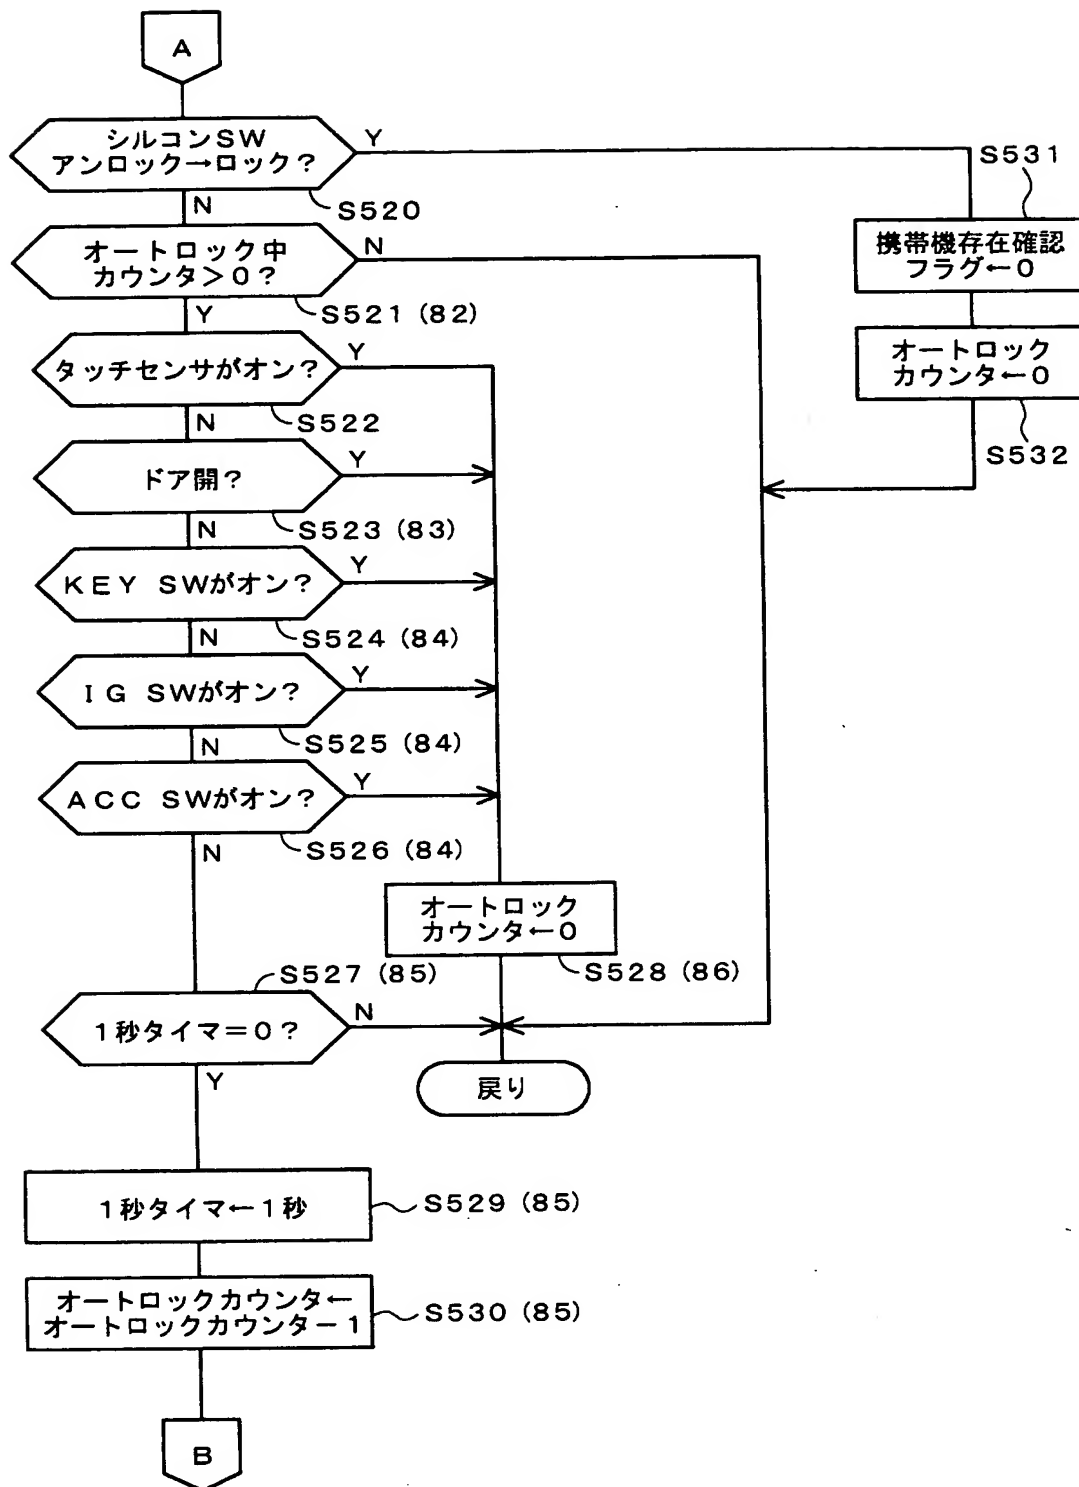 A
シルコンSW
アンロック→ロック?
Y
N
S520
S531
オートロック中
カウンタ>0?
N
Y
S521 (82)
携帯機存在確認
フラグ←0
タッチセンサがオン?
Y
N
S522
オートロック
カウンタ←0
S532
ドア開?
Y
N
S523 (83)
KEY SWがオン?
Y
N
S524 (84)
IG SWがオン?
Y
N
S525 (84)
ACC SWがオン?
Y
N
S526 (84)
オートロック
カウンタ←0
S528 (86)
S527 (85)
1秒タイマ=0?
N
Y
戻り
1秒タイマ←1秒
S529 (85)
オートロックカウンタ←
オートロックカウンタ-1
S530 (85)
B